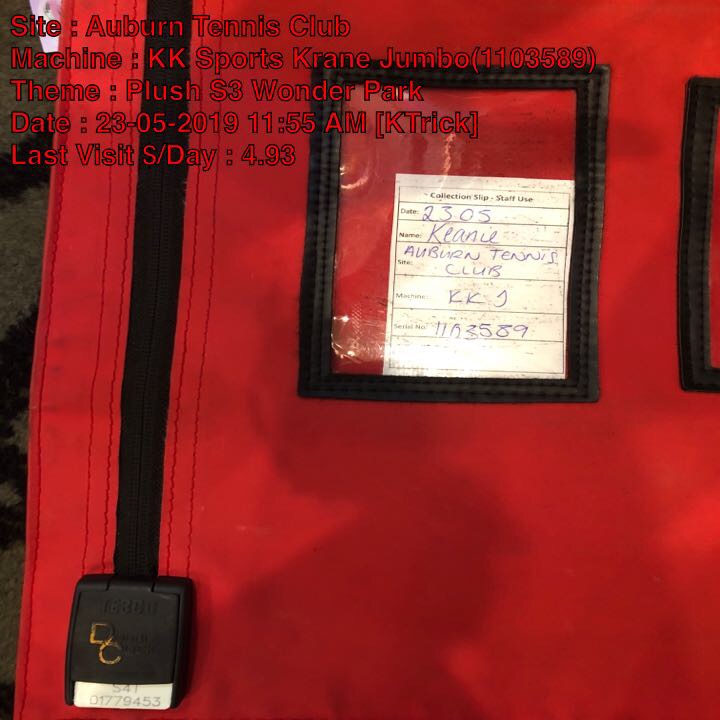 Site : Auburn Tennis Club
Machine : KK Sports Krane Jumbo(1103589)
Theme : Plush S3 Wonder Park
Date : 23-05-2019 11:55 AM [KTrick]
Last Visit $/Day : 4.93
Collection Slip - Staff Use
Date: 23 05
Name: Keanu
AUBURN TENNIS
Site: CLUB
Machine: KK J
Serial No: 1103589
DC
S41
01779453